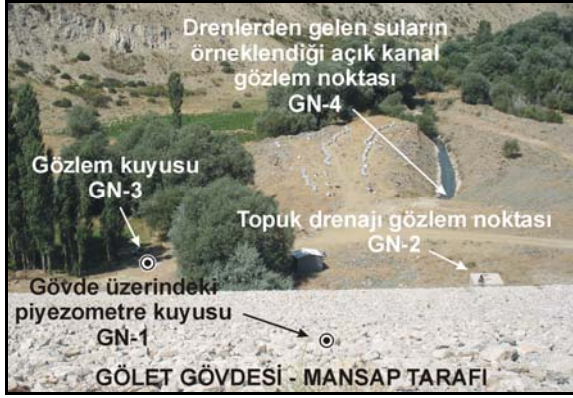 Drenlerden gelen suların
örneklendiği açık kanal
gözlem noktası
GN-4
Gözlem kuyusu
GN-3
Topuk drenajı gözlem noktası
GN-2
Gövde üzerindeki
piyezometre kuyusu
GN-1
GÖLET GÖVDESİ - MANSAP TARAFI